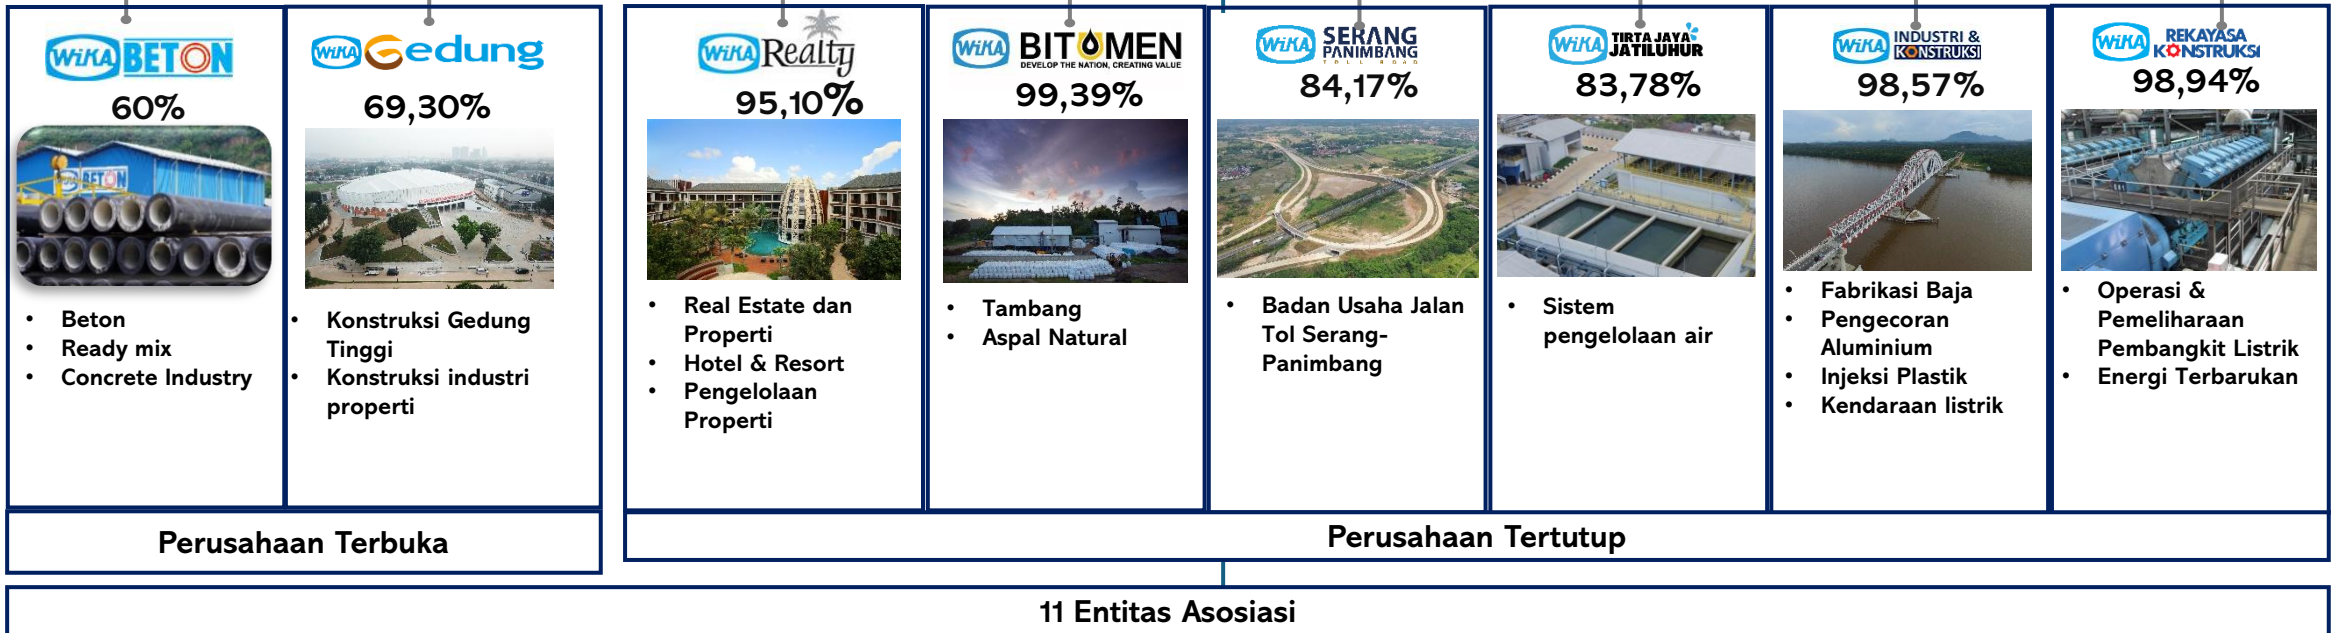 WIKA BETON
60%
WIKA BETON
• Beton
• Ready mix
• Concrete Industry
WIKA Gedung
69,30%
• Konstruksi Gedung
Tinggi
• Konstruksi industri
properti
Perusahaan Terbuka
WIKA Realty
95,10%
• Real Estate dan
Properti
• Hotel & Resort
• Pengelolaan
Properti
WIKA BITUMEN
DEVELOP THE NATION, CREATING VALUE
99,39%
• Tambang
• Aspal Natural
WIKA SERANG
PANIMBANG
TOLL ROAD
84,17%
• Badan Usaha Jalan
Tol Serang-
Panimbang
WIKA TIRTA JAYA
JATILUHUR
83,78%
• Sistem
pengelolaan air
WIKA INDUSTRI &
KONSTRUKSI
98,57%
• Fabrikasi Baja
• Pengecoran
Aluminium
• Injeksi Plastik
• Kendaraan listrik
WIKA REKAYASA
KONSTRUKSI
98,94%
• Operasi &
Pemeliharaan
Pembangkit Listrik
• Energi Terbarukan
Perusahaan Tertutup
11 Entitas Asosiasi